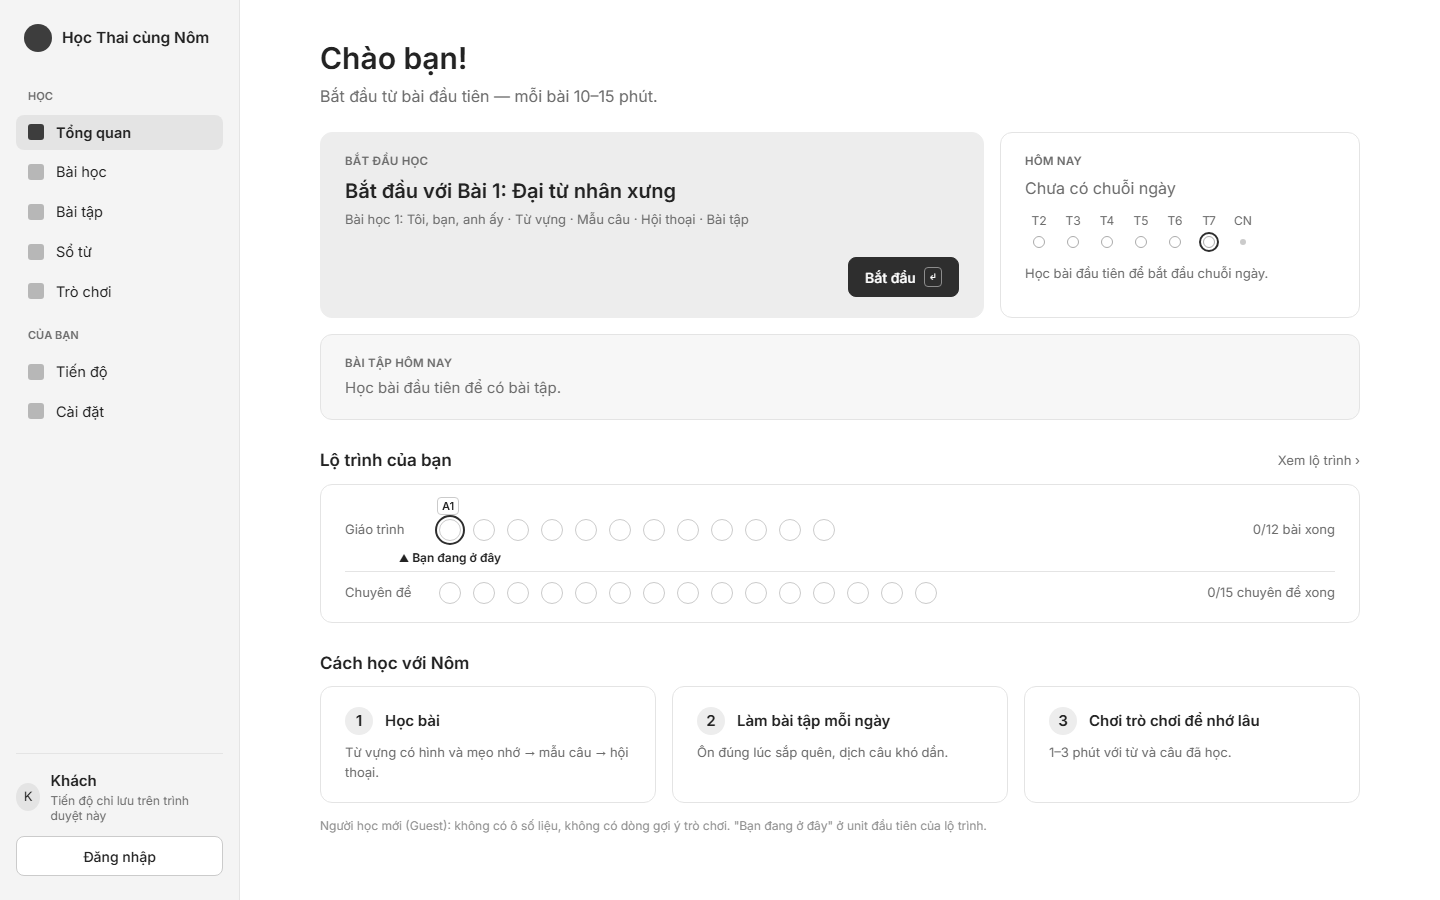 Học Thai cùng Nôm
HỌC
Tổng quan
Bài học
Bài tập
Sổ từ
Trò chơi
CỦA BẠN
Tiến độ
Cài đặt
K
Khách
Tiến độ chỉ lưu trên trình
duyệt này
Đăng nhập
Chào bạn!
Bắt đầu từ bài đầu tiên — mỗi bài 10–15 phút.
BẮT ĐẦU HỌC
Bắt đầu với Bài 1: Đại từ nhân xưng
Bài học 1: Tôi, bạn, anh ấy · Từ vựng · Mẫu câu · Hội thoại · Bài tập
Bắt đầu ↵
HÔM NAY
Chưa có chuỗi ngày
T2 T3 T4 T5 T6 T7 CN
Học bài đầu tiên để bắt đầu chuỗi ngày.
BÀI TẬP HÔM NAY
Học bài đầu tiên để có bài tập.
Lộ trình của bạn
Xem lộ trình ›
A1
Giáo trình
0/12 bài xong
▲ Bạn đang ở đây
Chuyên đề
0/15 chuyên đề xong
Cách học với Nôm
1 Học bài
Từ vựng có hình và mẹo nhớ → mẫu câu → hội
thoại.
2 Làm bài tập mỗi ngày
Ôn đúng lúc sắp quên, dịch câu khó dần.
3 Chơi trò chơi để nhớ lâu
1–3 phút với từ và câu đã học.
Người học mới (Guest): không có ô số liệu, không có dòng gợi ý trò chơi. "Bạn đang ở đây" ở unit đầu tiên của lộ trình.